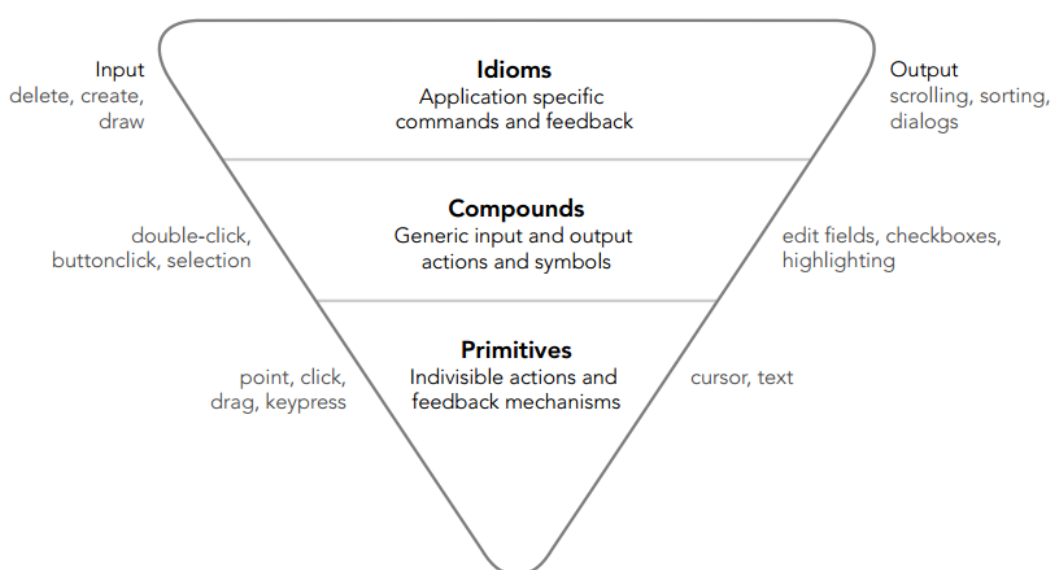 Input
delete, create,
draw
Idioms
Application specific
commands and feedback
Output
scrolling, sorting,
dialogs
double-click,
buttonclick, selection
Compounds
Generic input and output
actions and symbols
edit fields, checkboxes,
highlighting
point, click,
drag, keypress
Primitives
Indivisible actions and
feedback mechanisms
cursor, text